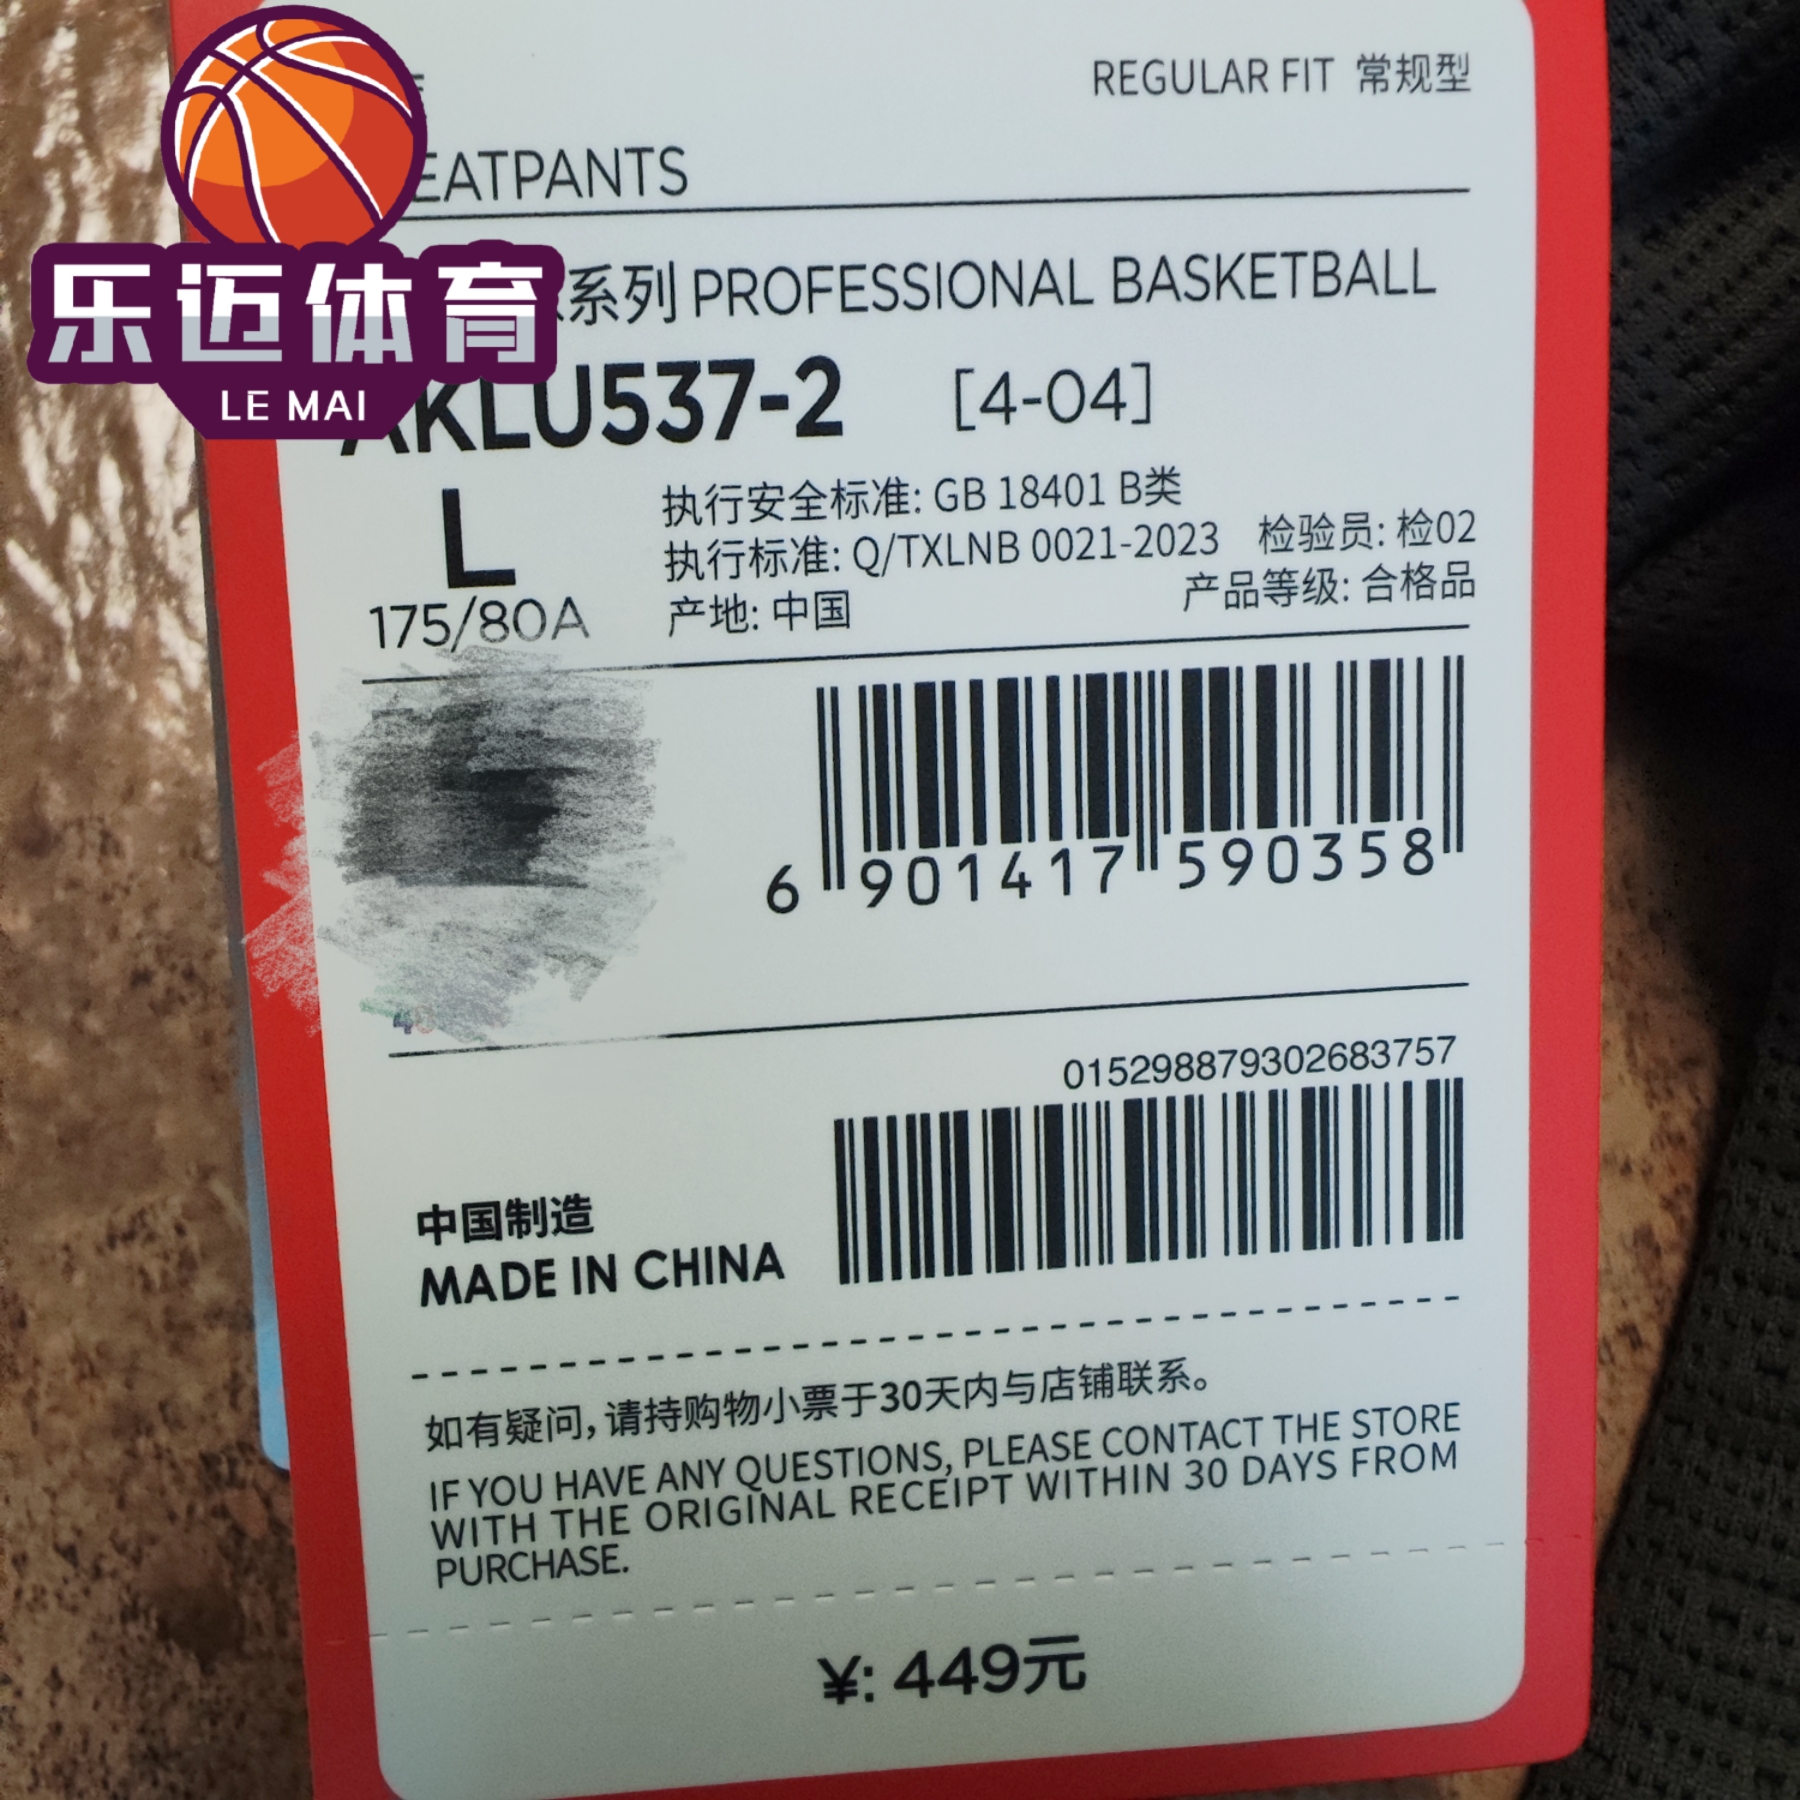 REGULAR FIT 常规型
EATPANTS
乐迈体育
LE MAI
系列 PROFESSIONAL BASKETBALL
AKLU537-2 [4-04]
L
175/80A
执行安全标准: GB 18401 B类
执行标准: Q/TXLNB 0021-2023 检验员: 检02
产地: 中国 产品等级: 合格品
6 901417 590358
015298879302683757
中国制造
MADE IN CHINA
如有疑问,请持购物小票于30天内与店铺联系。
IF YOU HAVE ANY QUESTIONS, PLEASE CONTACT THE STORE
WITH THE ORIGINAL RECEIPT WITHIN 30 DAYS FROM
PURCHASE.
¥: 449元